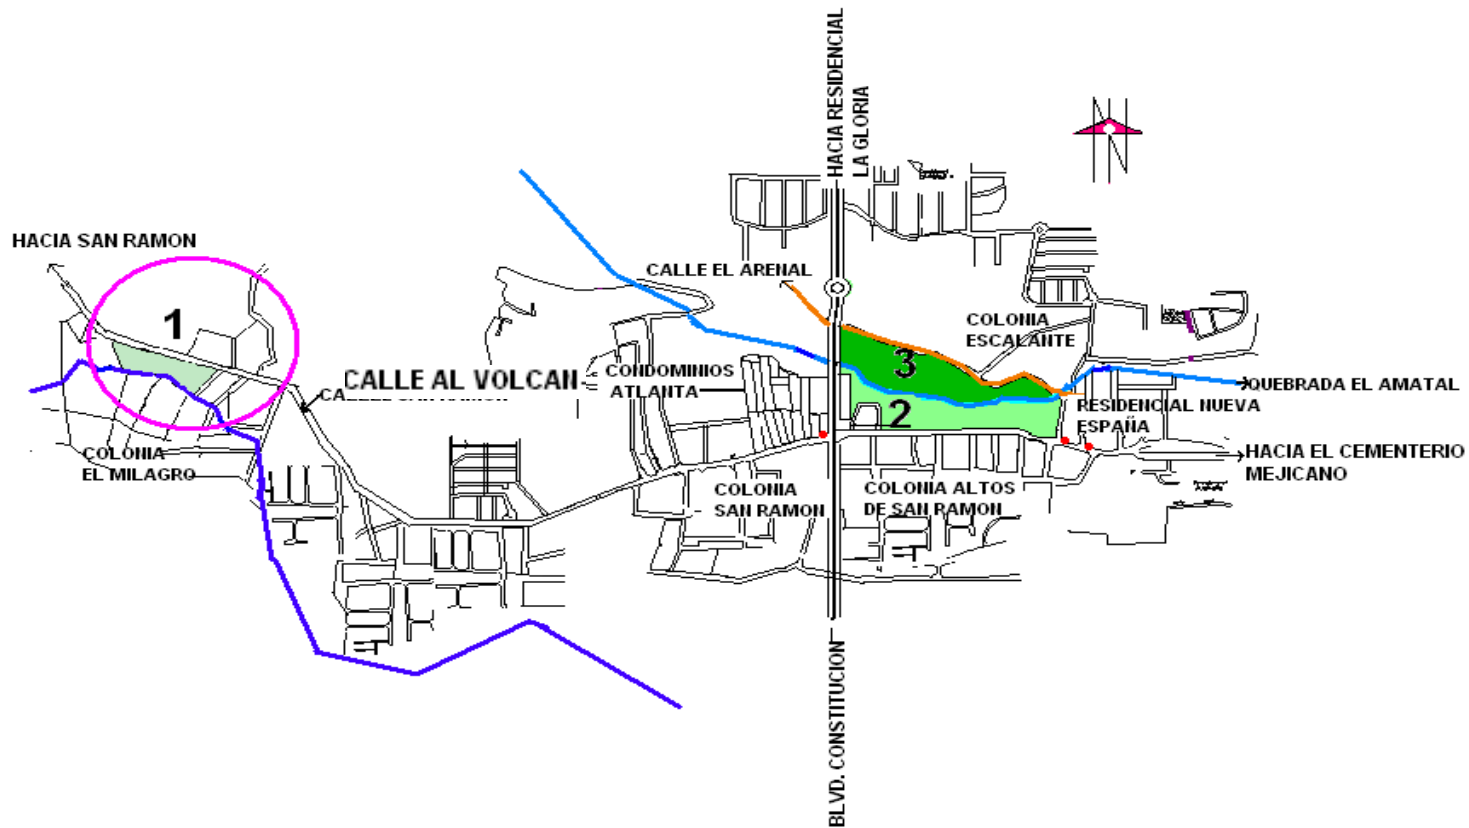 HACIA RESIDENCIAL
LA GLORIA
N
HACIA SAN RAMON
CALLE EL ARENAL
1
COLONIA
ESCALANTE
3
CONDOMINIOS
ATLANTA
CALLE AL VOLCAN
CA
QUEBRADA EL AMATAL
2
RESIDENCIAL NUEVA
ESPAÑA
COLONIA
EL MILAGRO
HACIA EL CEMENTERIO
MEJICANO
COLONIA
SAN RAMON
COLONIA ALTOS
DE SAN RAMON
BLVD. CONSTITUCION